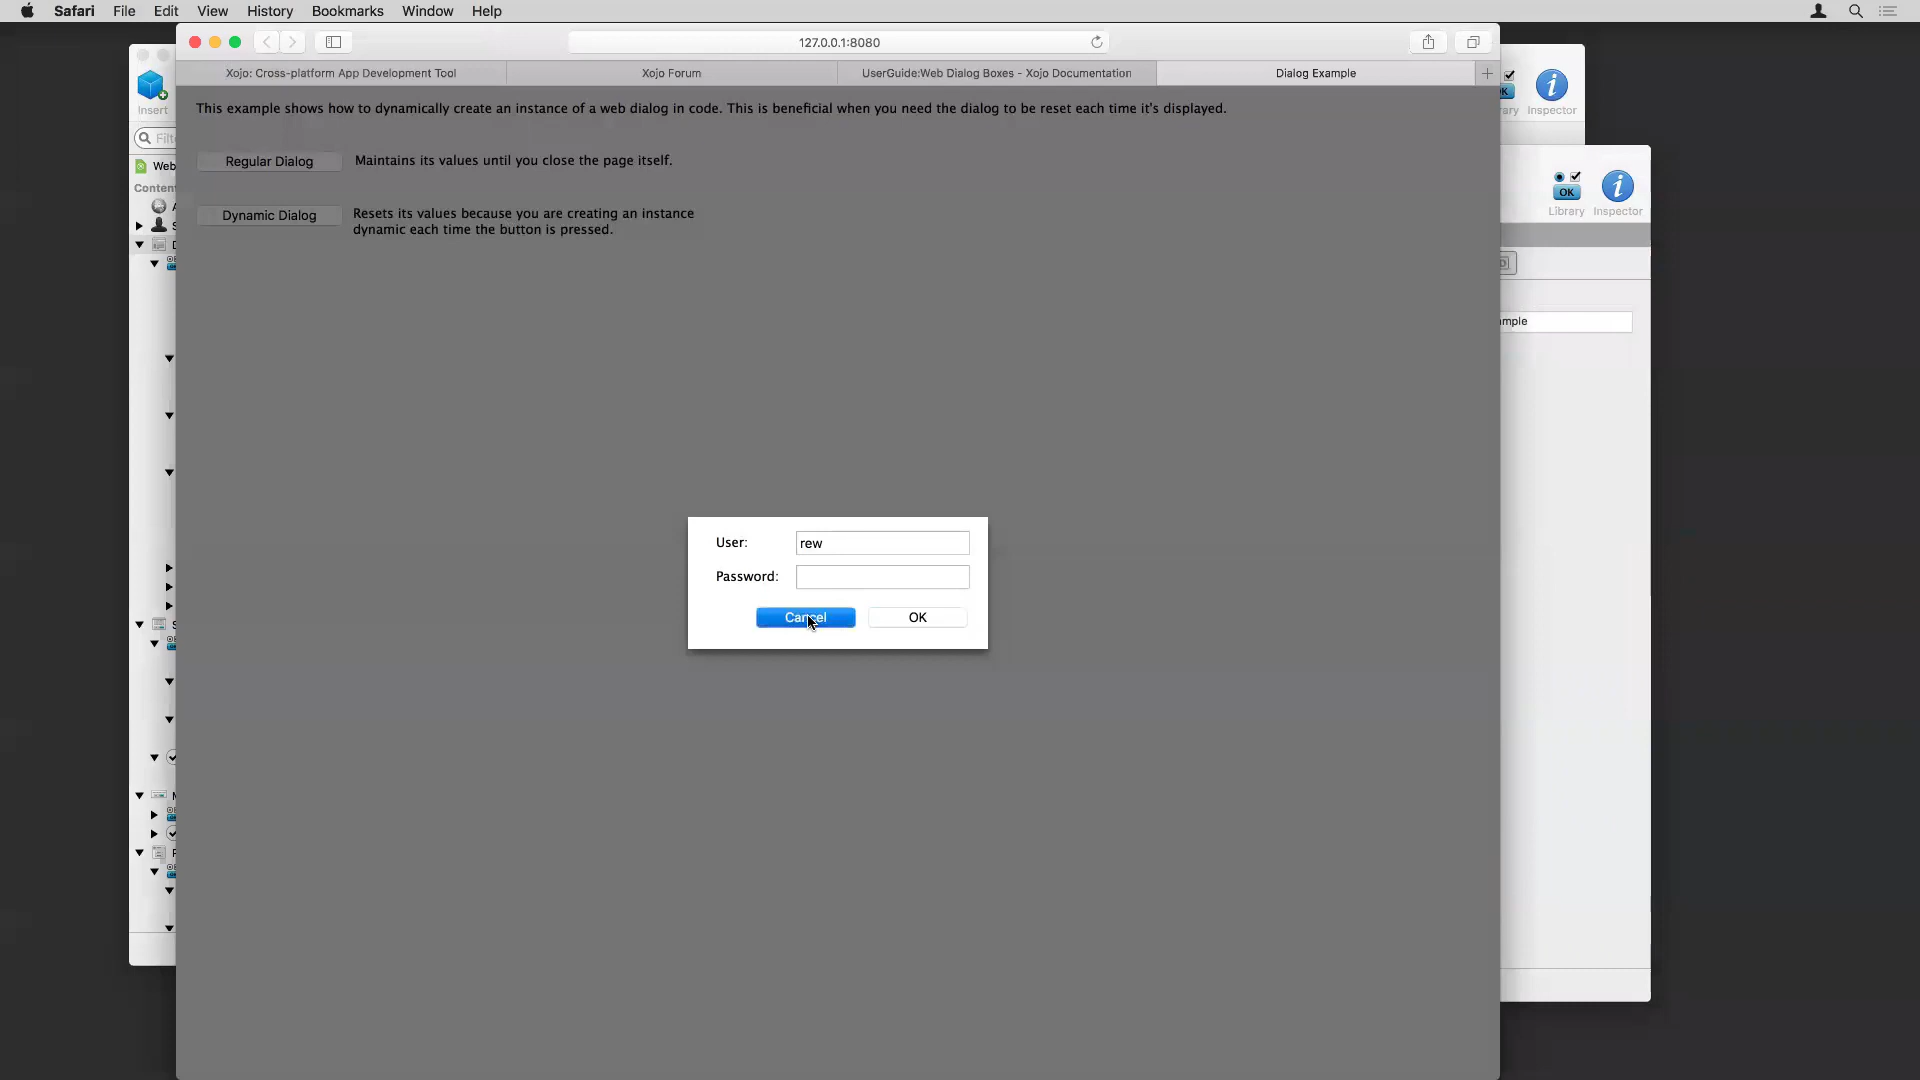 Safari File Edit View History Bookmarks Window Help
127.0.0.1:8080
Xojo: Cross-platform App Development Tool
Xojo Forum
UserGuide:Web Dialog Boxes - Xojo Documentation
Dialog Example
Insert
Inspector
This example shows how to dynamically create an instance of a web dialog in code. This is beneficial when you need the dialog to be reset each time it's displayed.
Regular Dialog
Maintains its values until you close the page itself.
Web
Conten
Dynamic Dialog
Resets its values because you are creating an instance
dynamic each time the button is pressed.
OK
Library
Inspector
mple
User:
rew
Password:
Cancel
OK